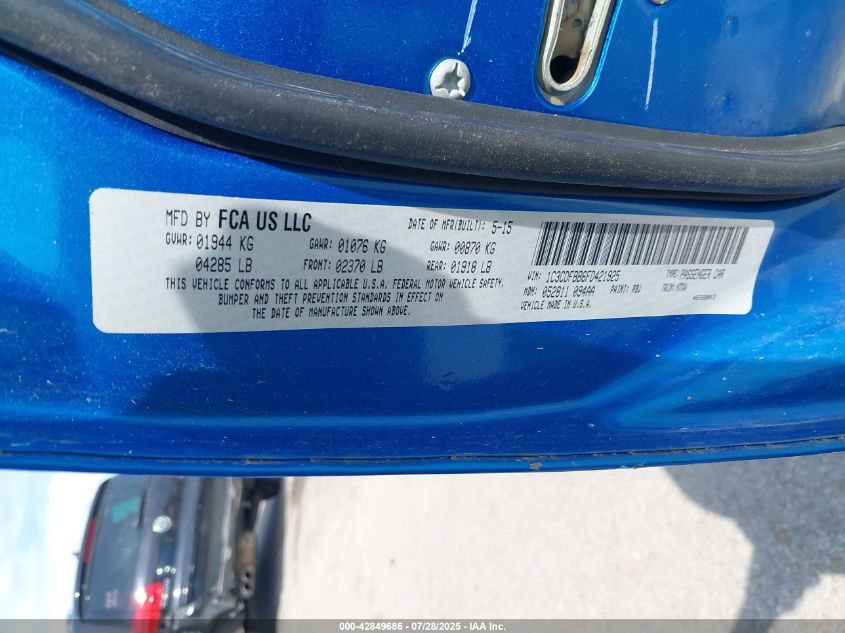 MFD BY FCA US LLC
DATE OF MFR(BUILT): 5-15
GVWR: 01944 KG GAWR: 01076 KG GAWR: 00870 KG
04285 LB FRONT: 02370 LB REAR: 01918 LB
THIS VEHICLE CONFORMS TO ALL APPLICABLE U.S.A. FEDERAL MOTOR VEHICLE SAFETY,
BUMPER AND THEFT PREVENTION STANDARDS IN EFFECT ON
THE DATE OF MANUFACTURE SHOWN ABOVE.
VIN: 1C3CDFBB6FD421925 TYPE: PASSENGER CAR
MDH: 052811 094AA PAINT: PBJ TRIM:
VEHICLE MADE IN U.S.A.
000-42849686 / 07/28/2025 - IAA Inc.